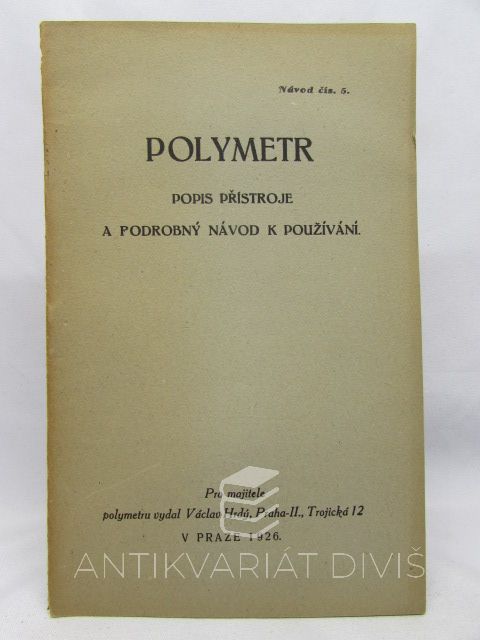 Návod čís. 5.
POLYMETR
POPIS PŘÍSTROJE
A PODROBNÝ NÁVOD K POUŽÍVÁNÍ.
Pro majitele
polymetru vydal Václav Hrdý, Praha-II., Trojická 12
V PRAZE 1926.
ANTIKVARIÁT DIVIŠ